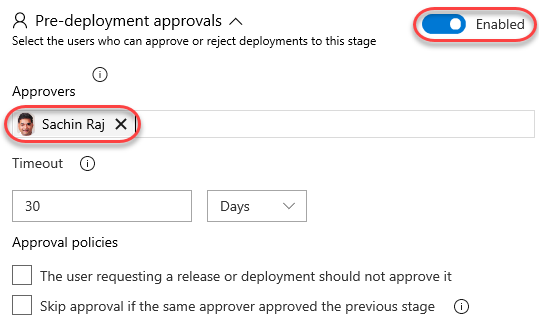 Pre-deployment approvals
Enabled
Select the users who can approve or reject deployments to this stage
Approvers
Sachin Raj
Timeout
30
Days
Approval policies
The user requesting a release or deployment should not approve it
Skip approval if the same approver approved the previous stage